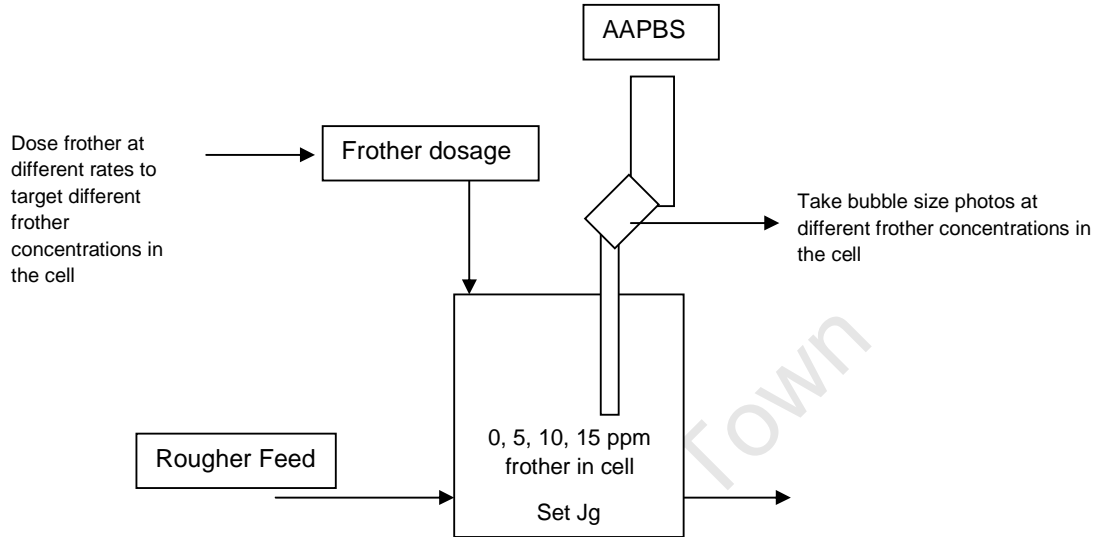 AAPBS
Dose frother at
different rates to
target different
frother
concentrations in
the cell
Frother dosage
Take bubble size photos at
different frother concentrations in
the cell
Town
0, 5, 10, 15 ppm
frother in cell
Rougher Feed
Set Jg